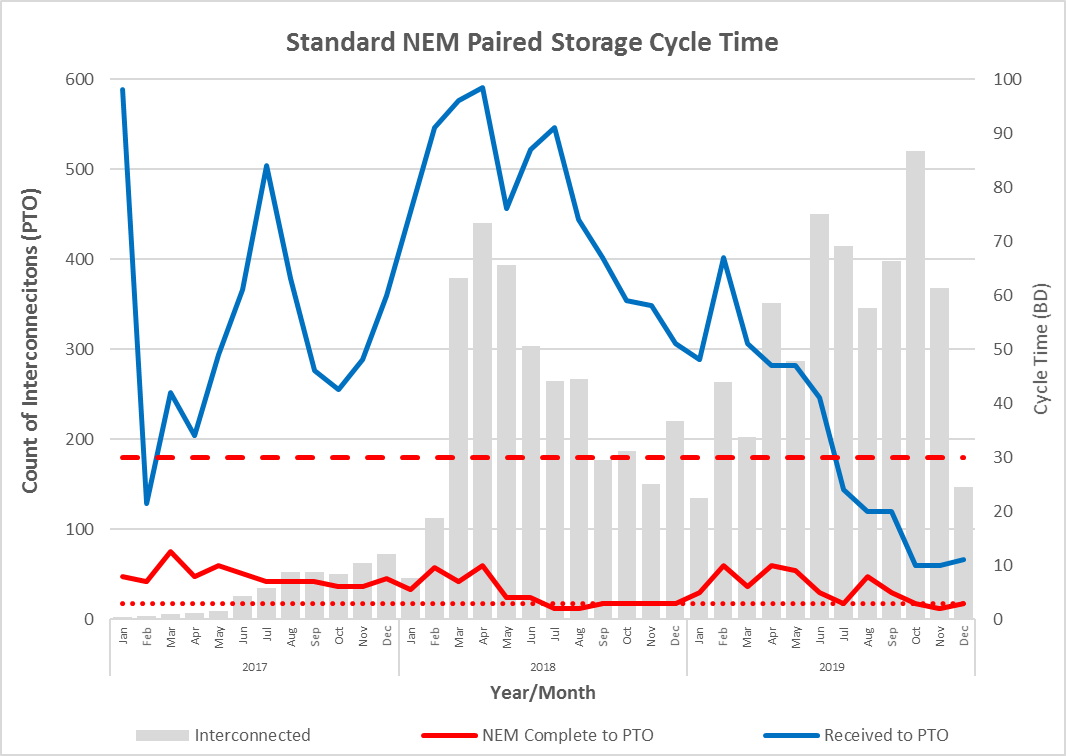 Standard NEM Paired Storage Cycle Time
Count of Interconnecitons (PTO)
600
500
400
300
200
100
0
100
90
80
70
60
50
40
30
20
10
0
Cycle Time (BD)
Jan Feb Mar Apr May Jun Jul Aug Sep Oct Nov Dec Jan Feb Mar Apr May Jun Jul Aug Sep Oct Nov Dec Jan Feb Mar Apr May Jun Jul Aug Sep Oct Nov Dec
2017 2018 2019
Year/Month
Interconnected NEM Complete to PTO Received to PTO